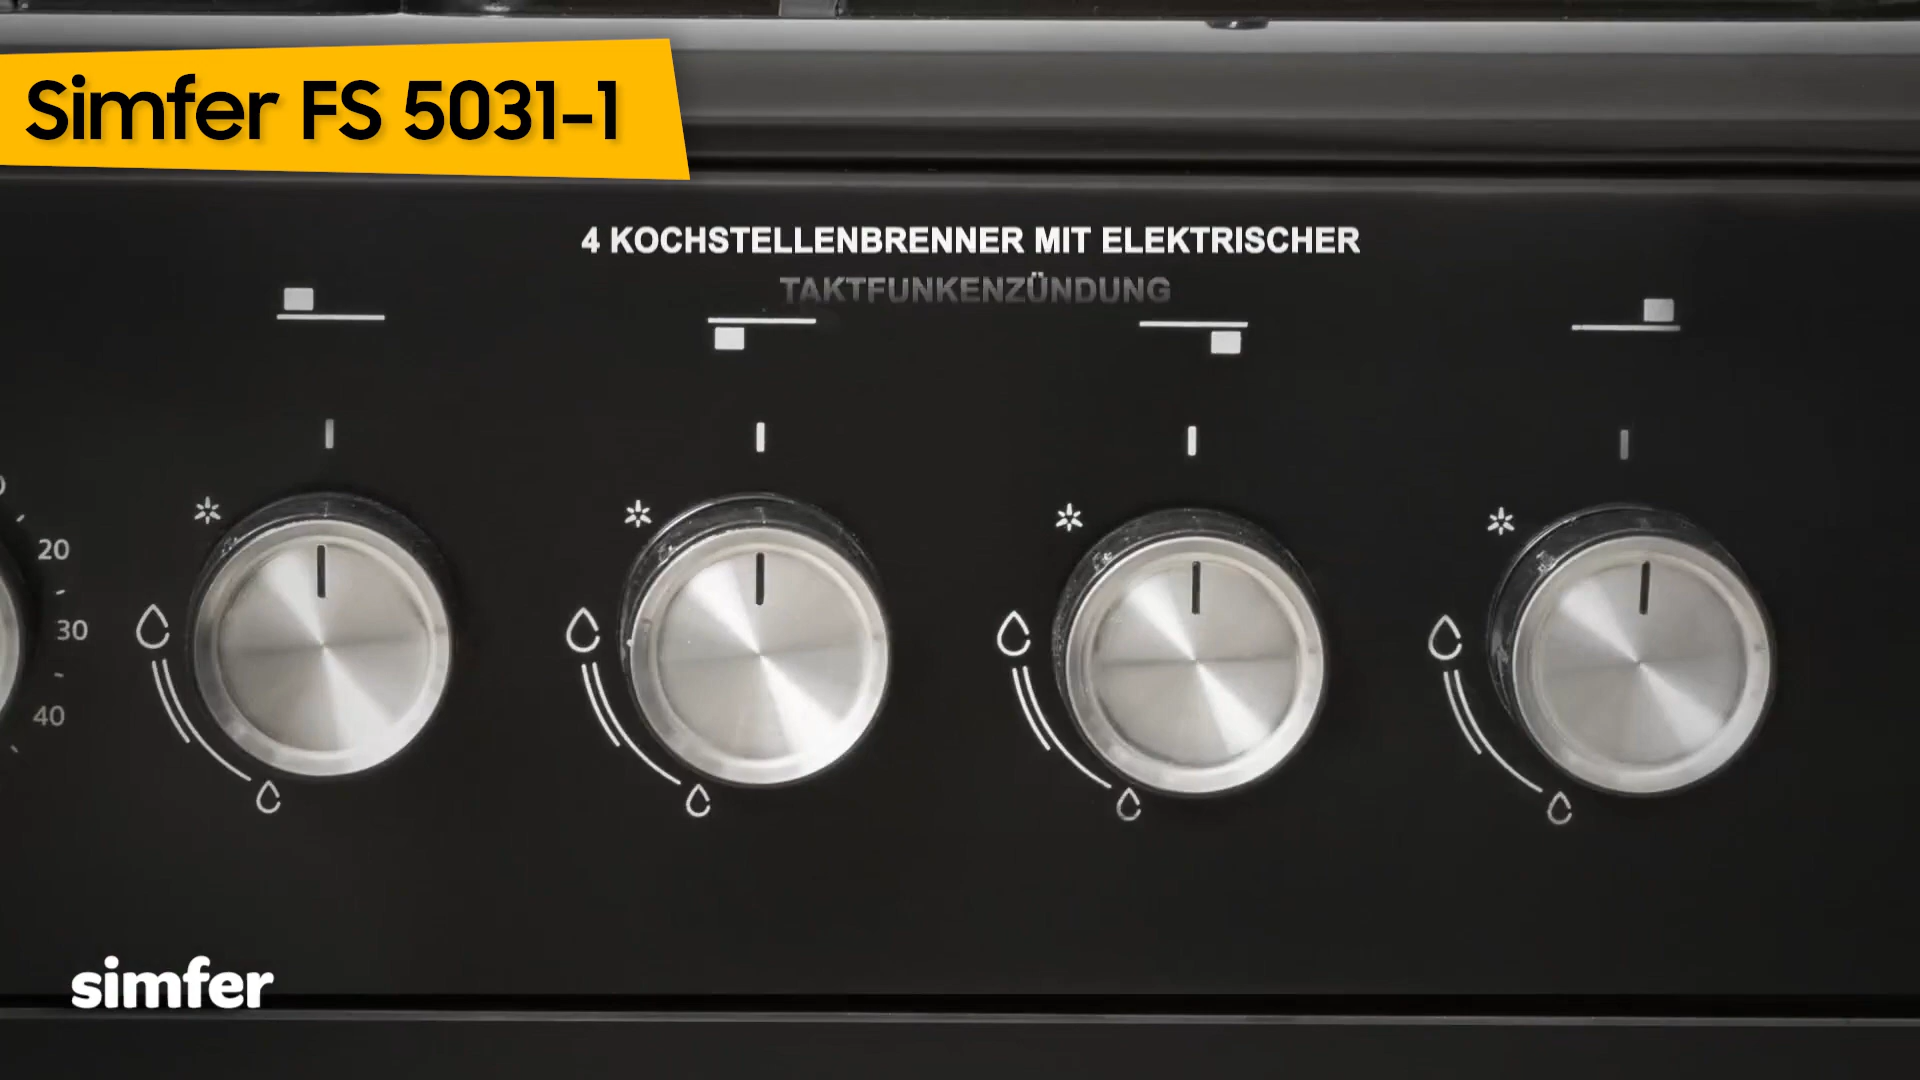 Simfer FS 5031-1
4 KOCHSTELLENBRENNER MIT ELEKTRISCHER
TAKTFUNKENZÜNDUNG
20
30
40
simfer